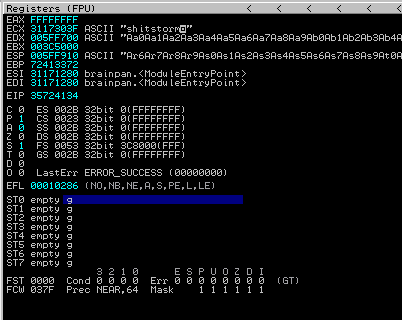 Registers (FPU) < < < < <
EAX FFFFFFFF
ECX 3117303F ASCII "shitstorm"
EDX 005FF700 ASCII "Aa0Aa1Aa2Aa3Aa4Aa5Aa6Aa7Aa8Aa9Ab0Ab1Ab2Ab3Ab4A
EBX 003C5000
ESP 005FF910 ASCII "Ar6Ar7Ar8Ar9As0As1As2As3As4As5As6As7As8As9At0A
EBP 72413372
ESI 31171280 brainpan.<ModuleEntryPoint>
EDI 31171280 brainpan.<ModuleEntryPoint>
EIP 35724134
C 0 ES 002B 32bit 0(FFFFFFFF)
P 1 CS 0023 32bit 0(FFFFFFFF)
A 0 SS 002B 32bit 0(FFFFFFFF)
Z 0 DS 002B 32bit 0(FFFFFFFF)
S 1 FS 0053 32bit 3C8000(FFF)
T 0 GS 002B 32bit 0(FFFFFFFF)
D 0
O 0 LastErr ERROR_SUCCESS (00000000)
EFL 00010286 (NO,NB,NE,A,S,PE,L,LE)
ST0 empty g
ST1 empty g
ST2 empty g
ST3 empty g
ST4 empty g
ST5 empty g
ST6 empty g
ST7 empty g
3 2 1 0 E S P U O Z D I
FST 0000 Cond 0 0 0 0 Err 0 0 0 0 0 0 0 0 (GT)
FCW 037F Prec NEAR,64 Mask 1 1 1 1 1 1